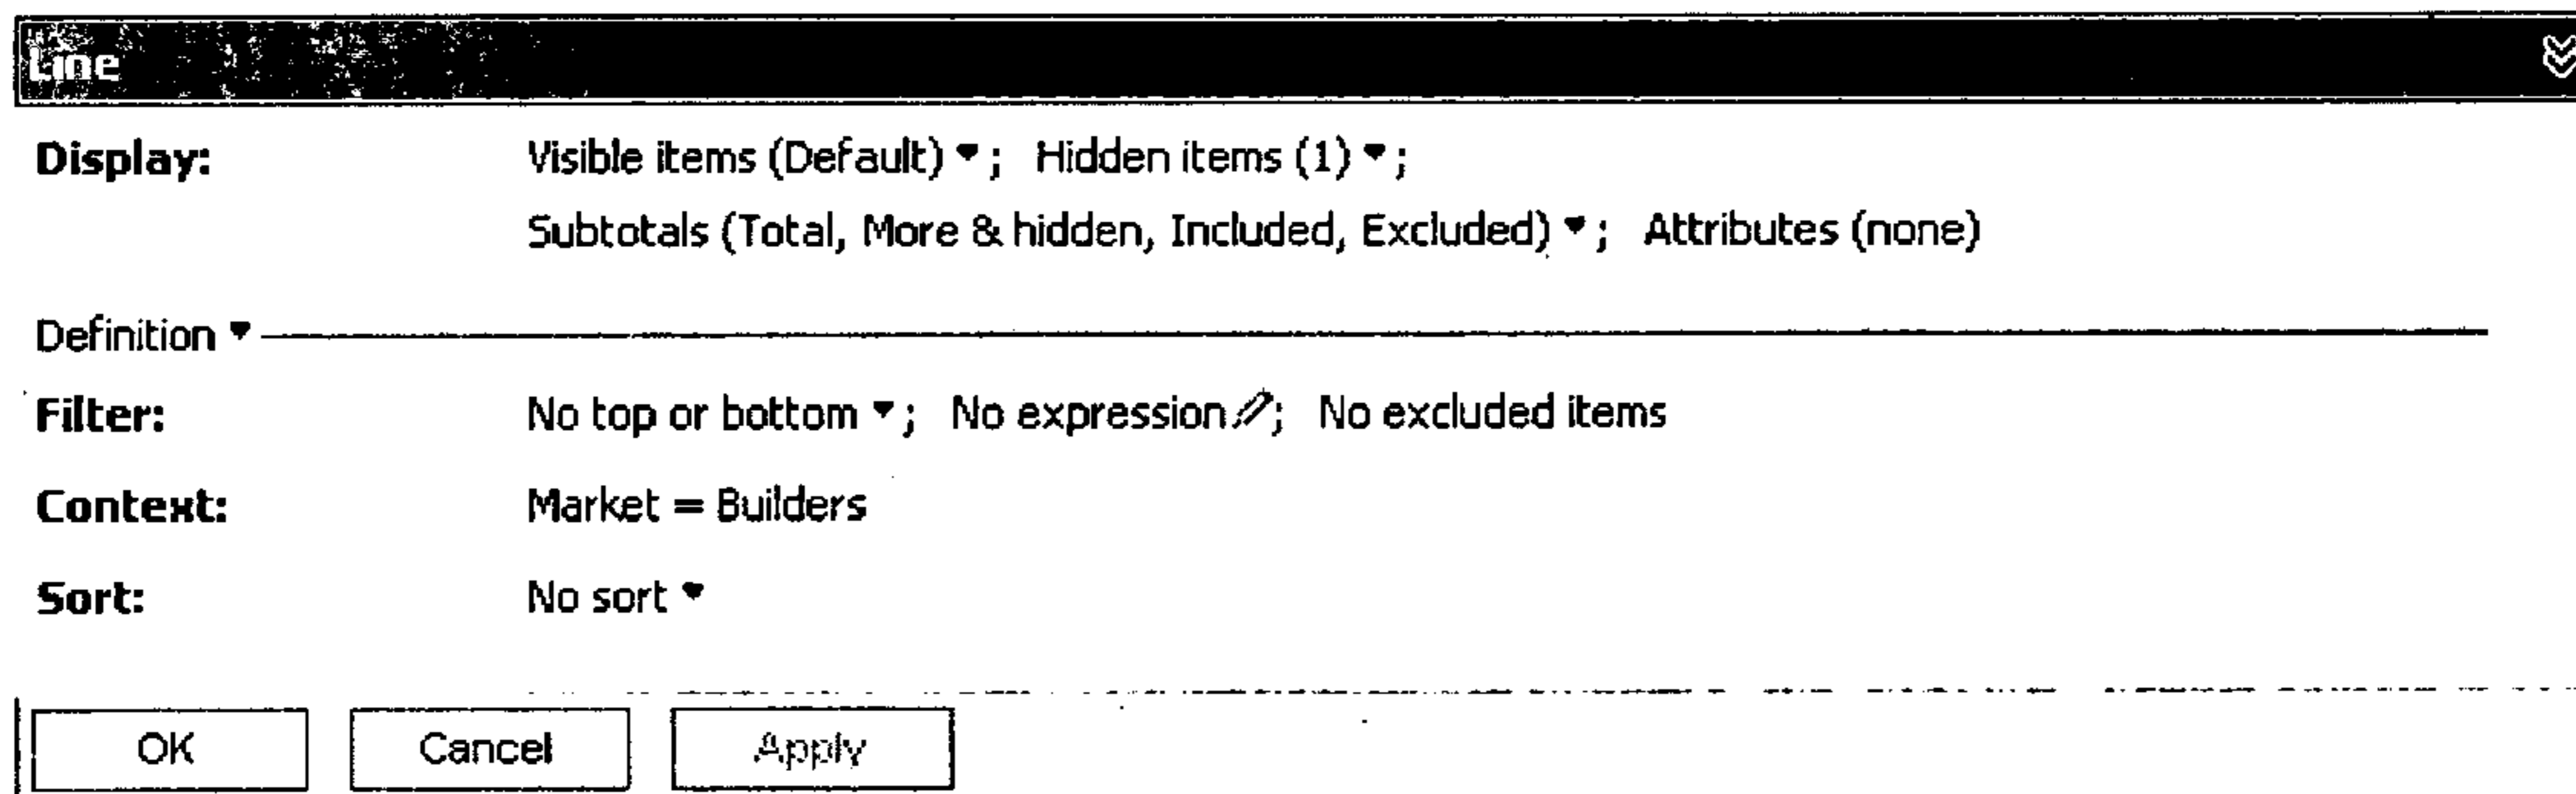 Line
Display: Visible items (Default) ▼; Hidden items (1) ▼;
Subtotals (Total, More & hidden, Included, Excluded) ▼; Attributes (none)
Definition ▼
Filter: No top or bottom ▼; No expression; No excluded items
Context: Market = Builders
Sort: No sort ▼
OK Cancel Apply